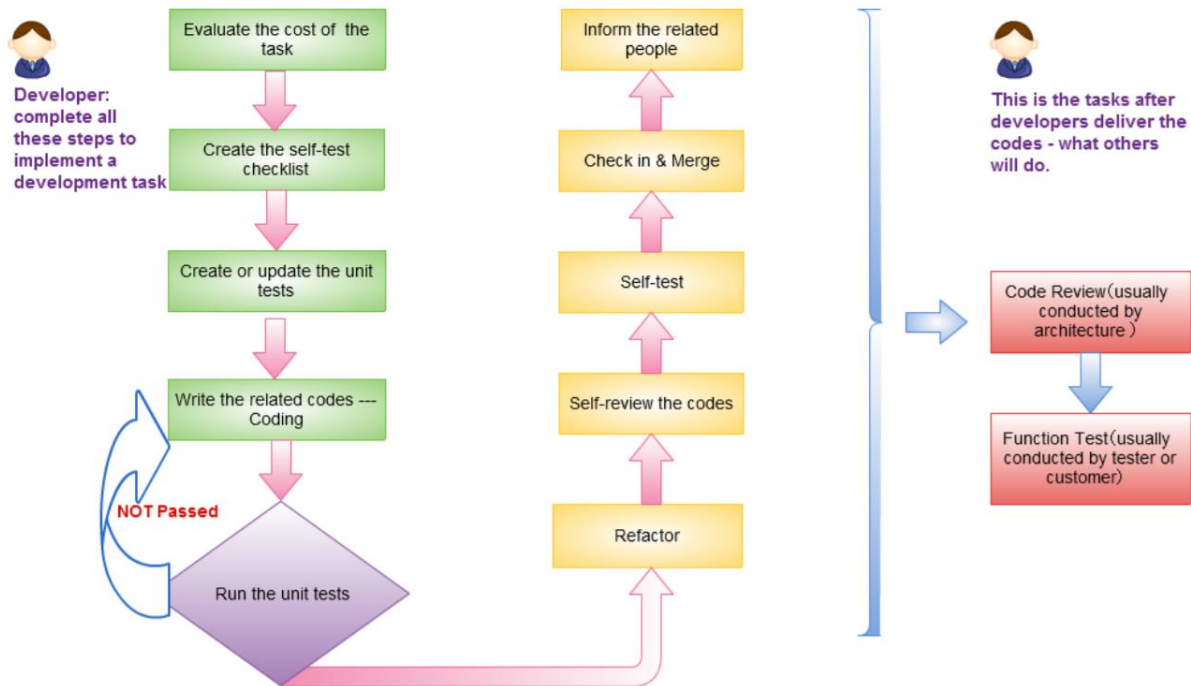 Evaluate the cost of the
task
Developer:
complete all
these steps to
implement a
development task
Create the self-test
checklist
Create or update the unit
tests
Write the related codes ---
Coding
NOT Passed
Run the unit tests
Inform the related
people
Check in & Merge
Self-test
Self-review the codes
Refactor
This is the tasks after
developers deliver the
codes - what others
will do.
Code Review(usually
conducted by
architecture )
Function Test(usually
conducted by tester or
customer)